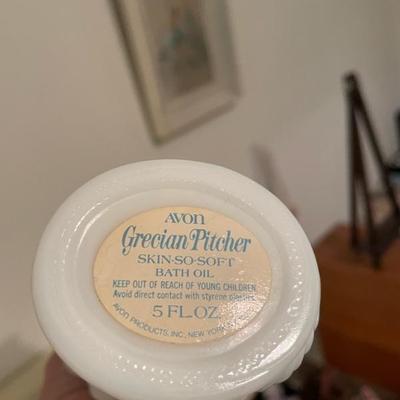 AVON
Grecian Pitcher
SKIN-SO-SOFT
BATH OIL
KEEP OUT OF REACH OF YOUNG CHILDREN.
Avoid direct contact with styrene plastics.
5 FL. OZ.
AVON PRODUCTS, INC., NEW YORK